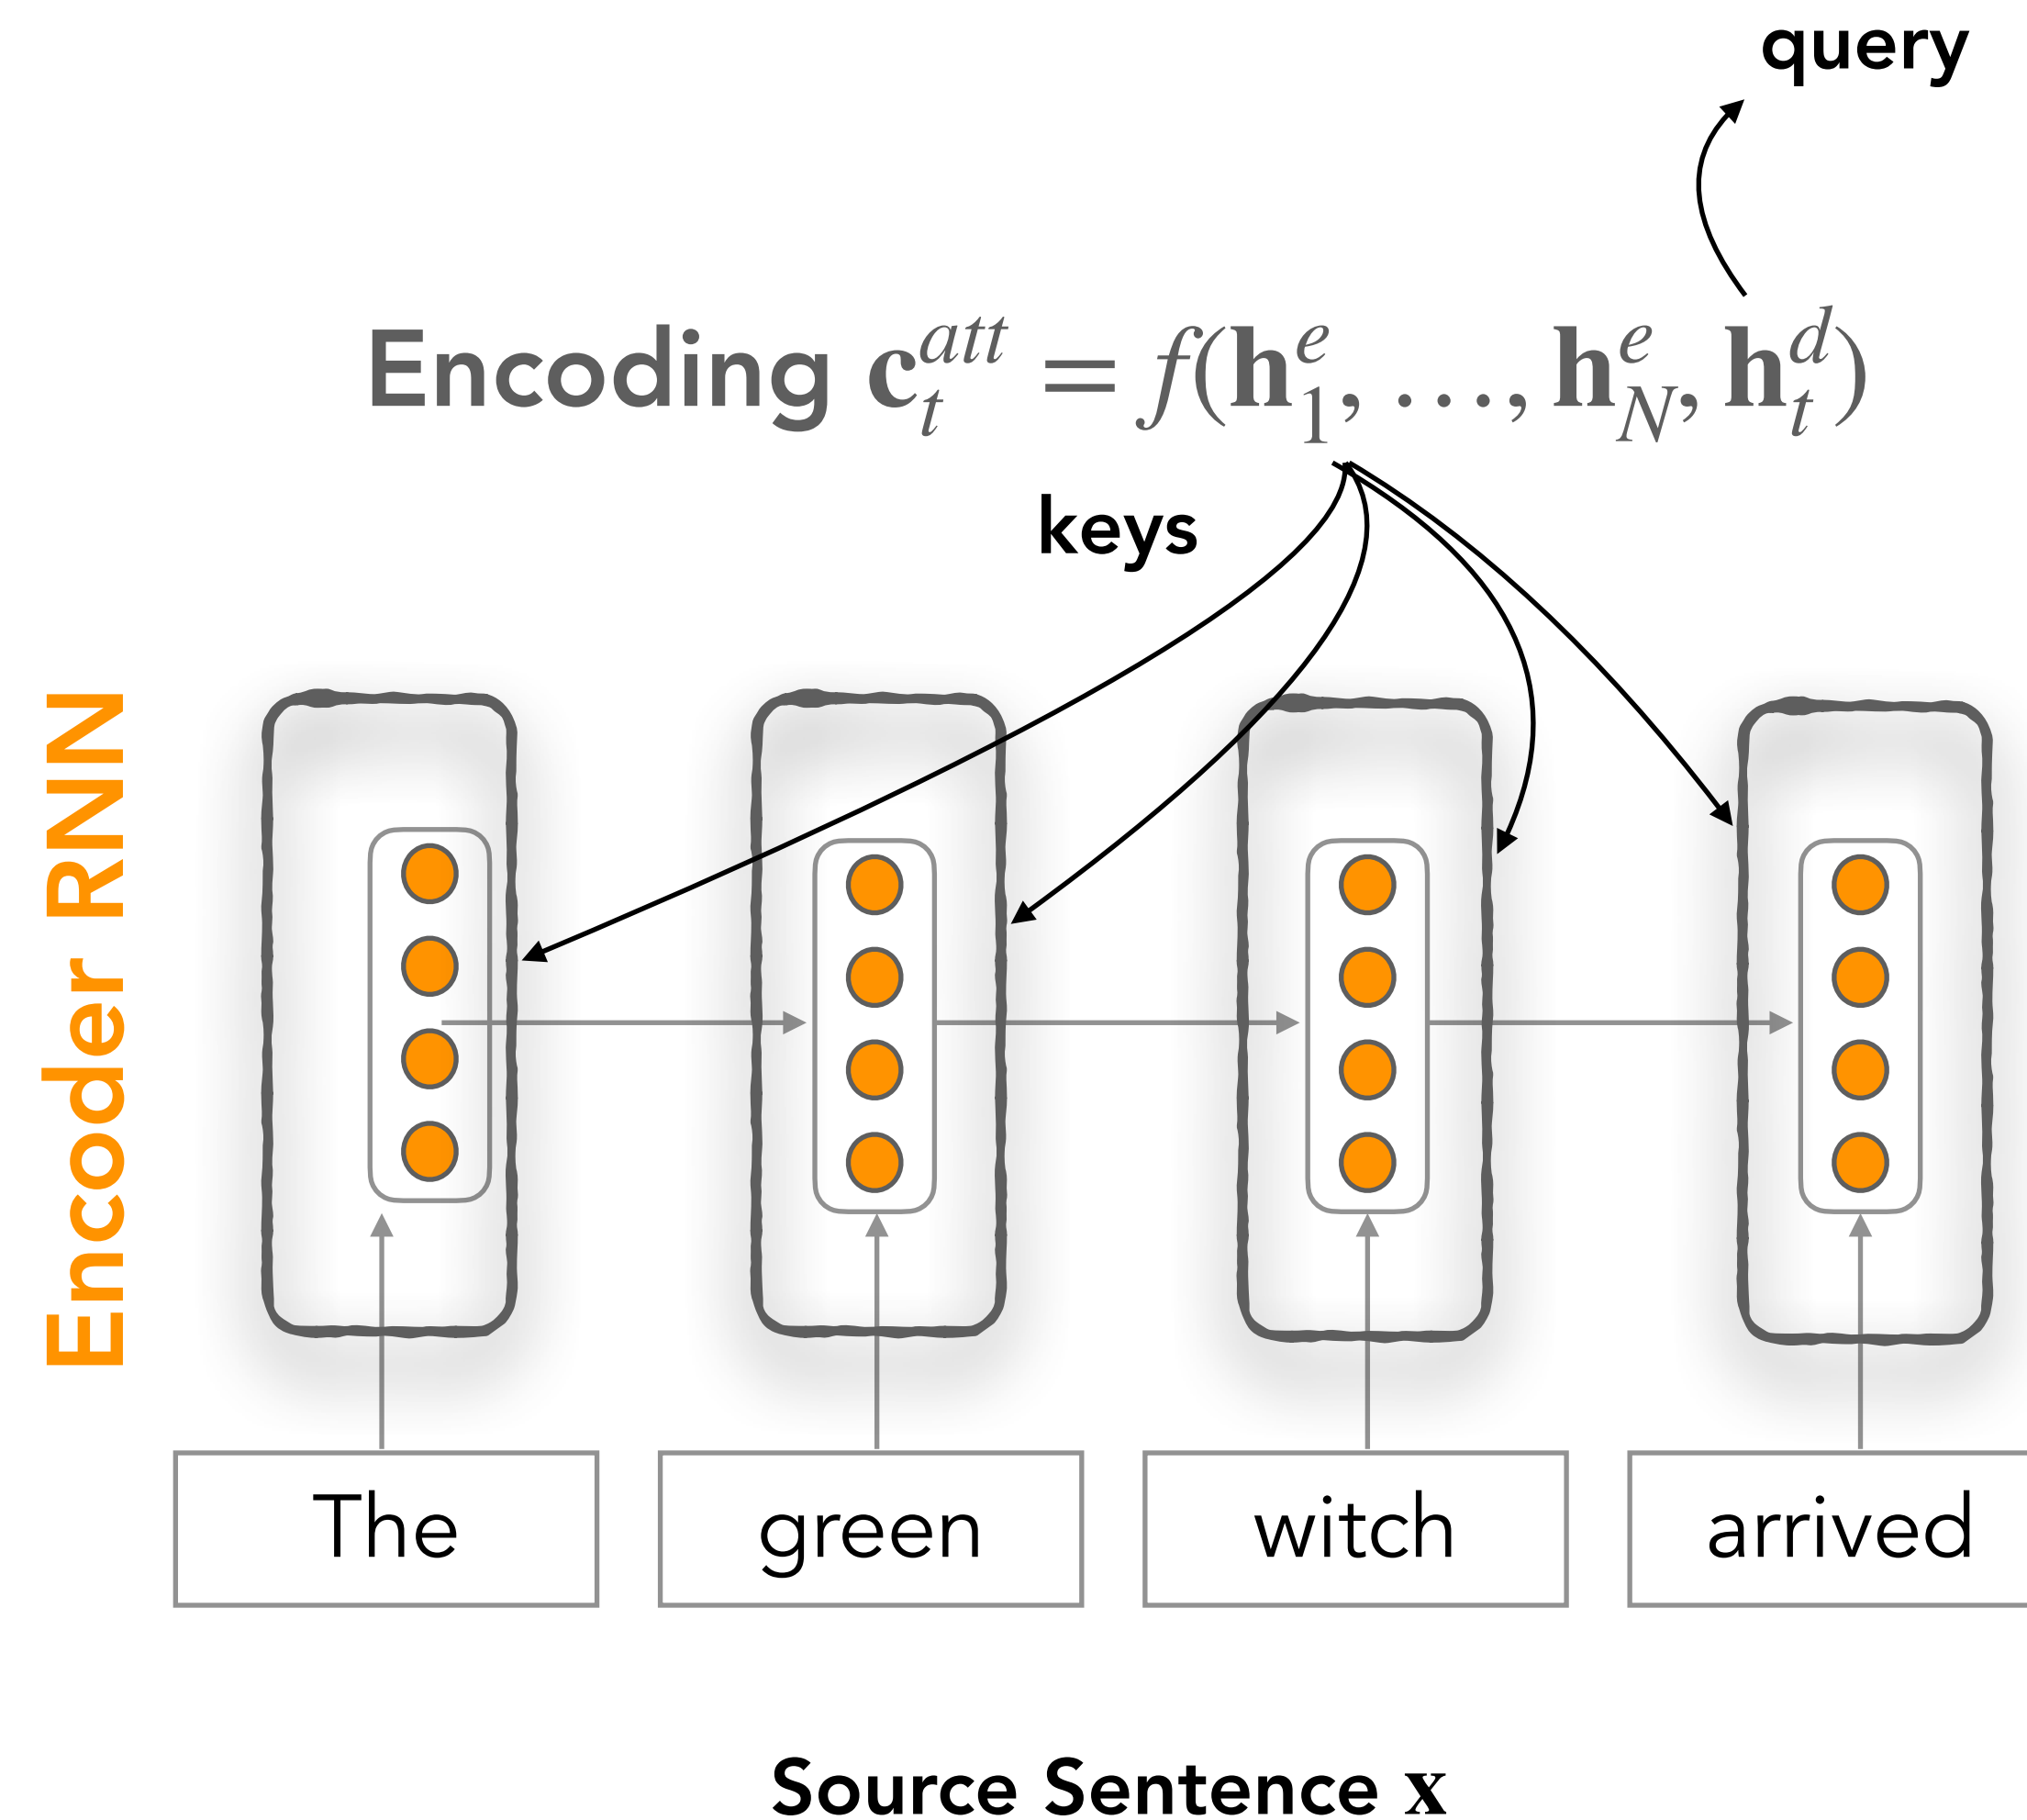 query
Encoding c_t^{att} = f(h_1^e, …, h_N^e, h_t^d)
keys
Encoder RNN
The
green
witch
arrived
Source Sentence x